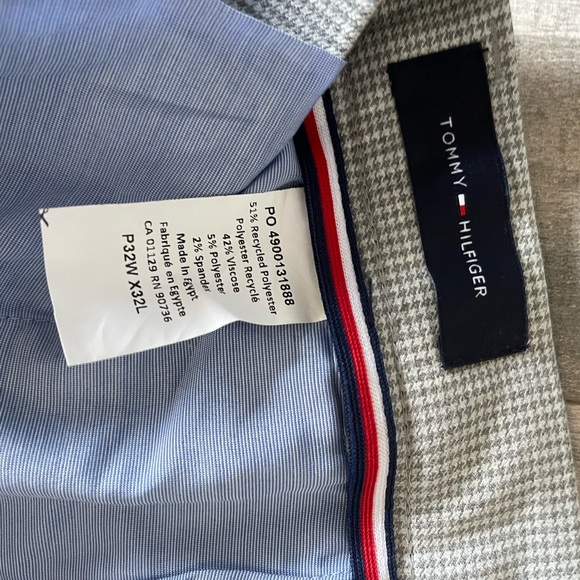 PO 4900131888
51% Recycled Polyester
Polyester Recyclé
42% Viscose
5% Polyester
2% Spandex
Made In Egypt
Fabriqué en Egypte
CA 01129 RN 90736
P32W X32L
TOMMY HILFIGER